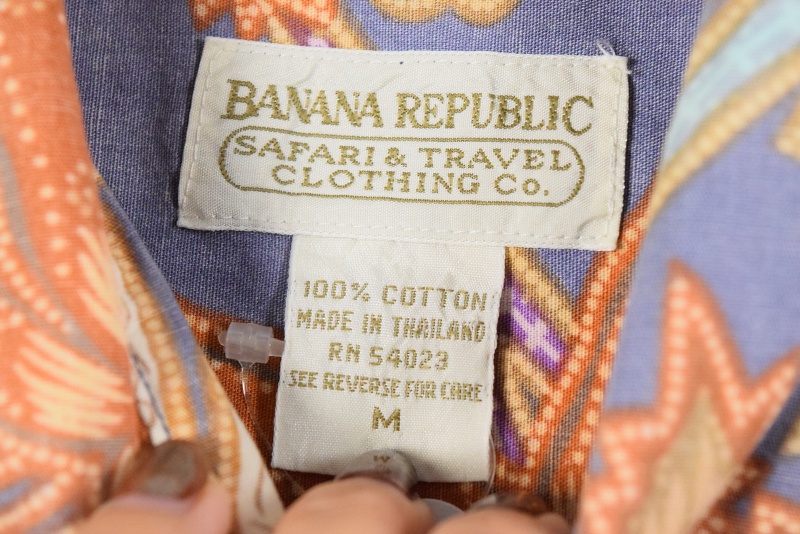 BANANA REPUBLIC
SAFARI & TRAVEL
CLOTHING CO.
100% COTTON
MADE IN THAILAND
RN 54023
SEE REVERSE FOR CARE
M